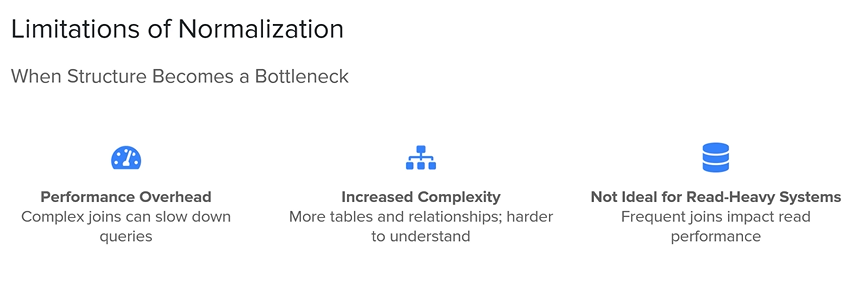 Limitations of Normalization
When Structure Becomes a Bottleneck
Performance Overhead
Complex joins can slow down
queries
Increased Complexity
More tables and relationships; harder
to understand
Not Ideal for Read-Heavy Systems
Frequent joins impact read
performance